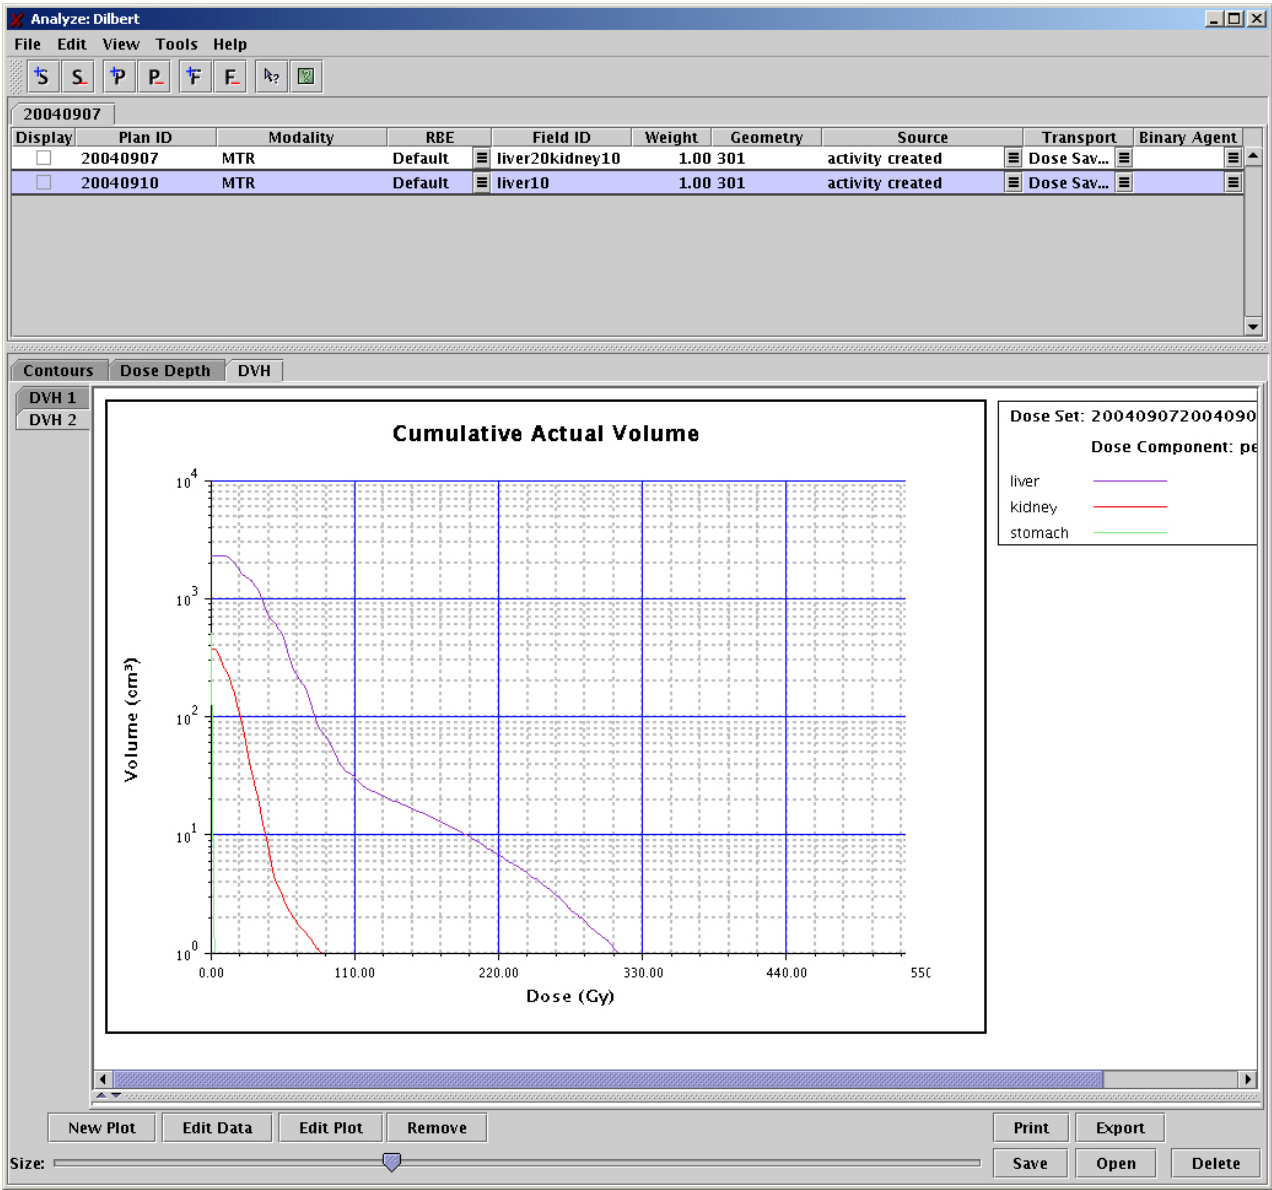 Analyze: Dilbert
File Edit View Tools Help
+S S_ +P P_ +F F_ ?
20040907
Display Plan ID Modality RBE Field ID Weight Geometry Source Transport Binary Agent
20040907 MTR Default liver20kidney10 1.00 301 activity created Dose Sav...
20040910 MTR Default liver10 1.00 301 activity created Dose Sav...
Contours Dose Depth DVH
DVH 1
DVH 2
Cumulative Actual Volume
Dose Set: 200409072004090
Dose Component: pe
liver
kidney
stomach
10^4
10^3
10^2
10^1
10^0
Volume (cm³)
0.00 110.00 220.00 330.00 440.00 550
Dose (Gy)
New Plot Edit Data Edit Plot Remove Print Export
Size: Save Open Delete